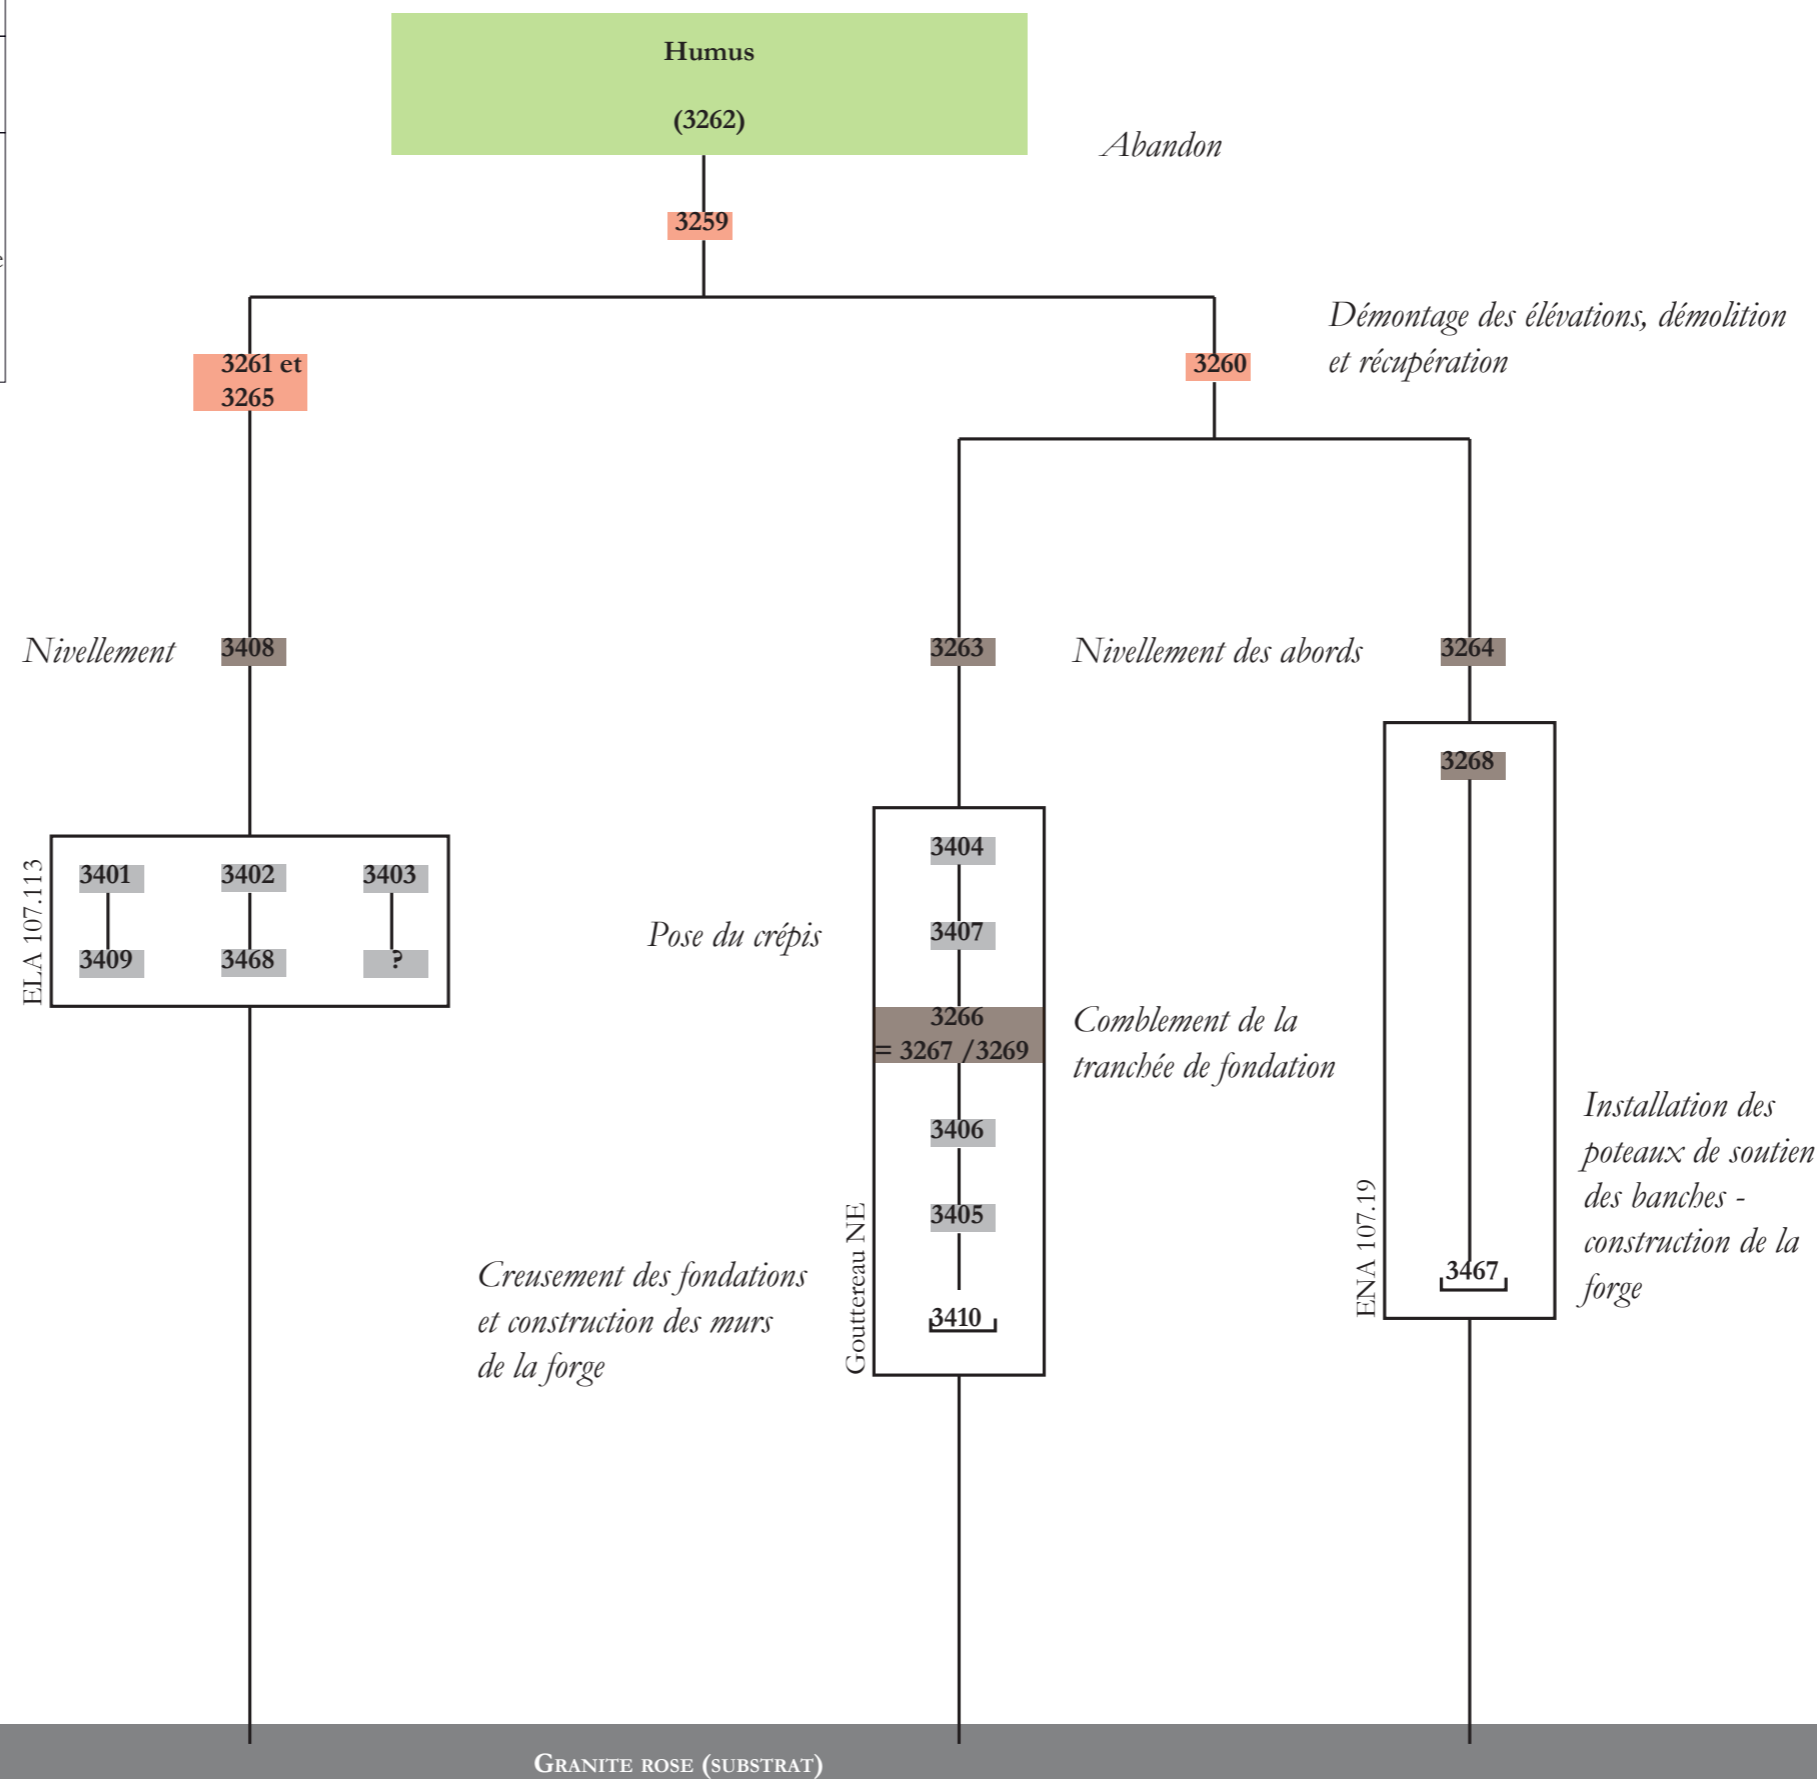 Humus
(3262)
Abandon
3259
Démontage des élévations, démolition
et récupération
3261 et
3265
3260
Nivellement
3408
3263
Nivellement des abords
3264
3268
ELA 107.113
3401
3402
3403
3409
3468
?
3404
Pose du crépis
3407
3266
= 3267 /3269
Comblement de la
tranchée de fondation
3406
3405
3410
Gouttereau NE
Creusement des fondations
et construction des murs
de la forge
ENA 107.19
3467
Installation des
poteaux de soutien
des banches -
construction de la
forge
Granite rose (substrat)